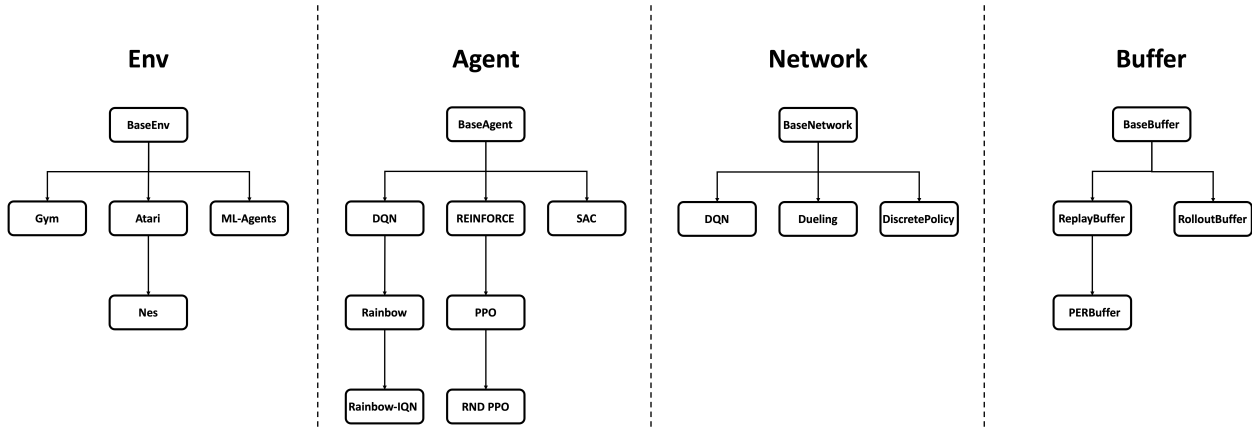 Env
BaseEnv
Gym
Atari
ML-Agents
Nes
Agent
BaseAgent
DQN
REINFORCE
SAC
Rainbow
PPO
Rainbow-IQN
RND PPO
Network
BaseNetwork
DQN
Dueling
DiscretePolicy
Buffer
BaseBuffer
ReplayBuffer
RolloutBuffer
PERBuffer